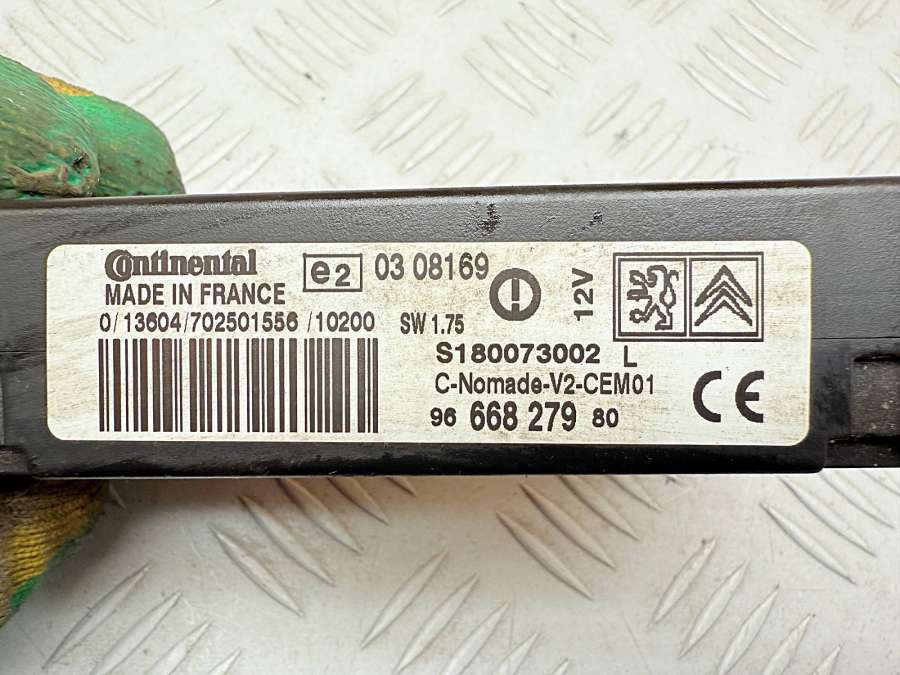 Continental e2 03 08169
MADE IN FRANCE 12V
0/13604/702501556/10200 SW 1.75
S180073002 L
C-Nomade-V2-CEM01
96 668 279 80 CE